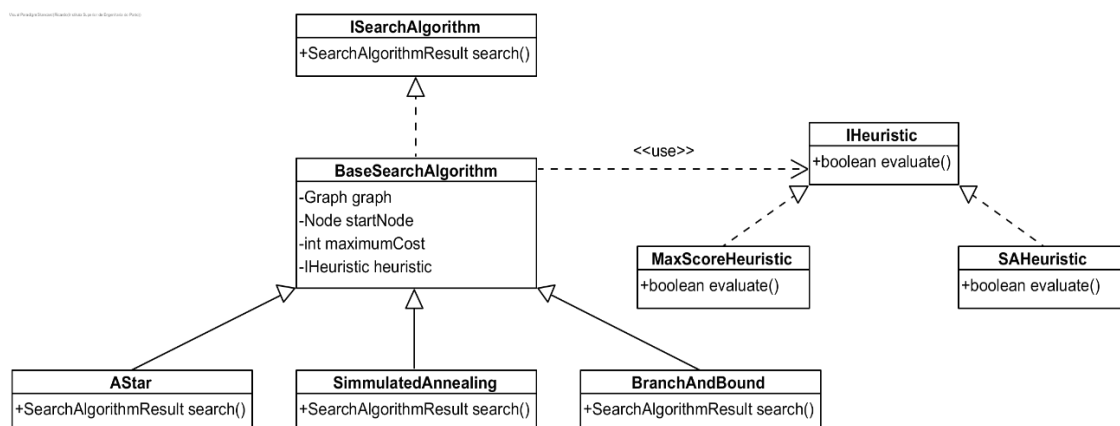 ISearchAlgorithm
+SearchAlgorithmResult search()
IHeuristic
+boolean evaluate()
<<use>>
BaseSearchAlgorithm
-Graph graph
-Node startNode
-int maximumCost
-IHeuristic heuristic
MaxScoreHeuristic
+boolean evaluate()
SAHeuristic
+boolean evaluate()
AStar
+SearchAlgorithmResult search()
SimmulatedAnnealing
+SearchAlgorithmResult search()
BranchAndBound
+SearchAlgorithmResult search()